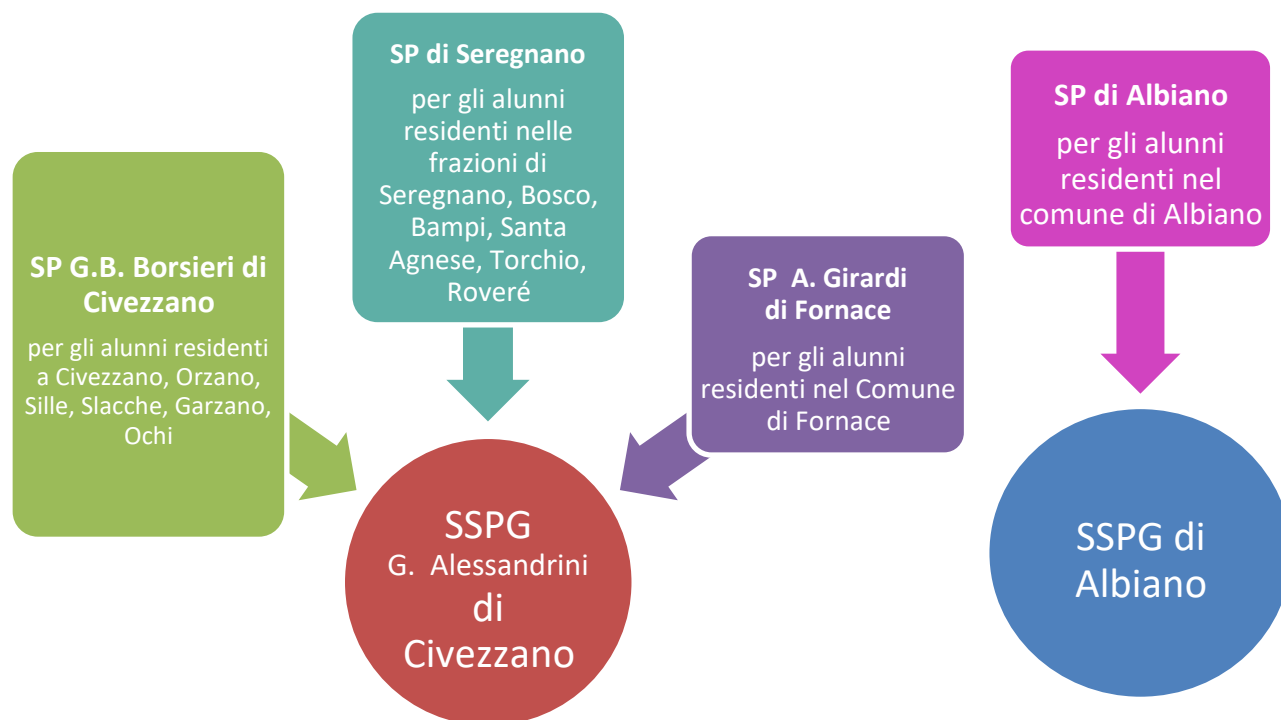 SP G.B. Borsieri di
Civezzano
per gli alunni residenti
a Civezzano, Orzano,
Sille, Slacche, Garzano,
Ochi
SP di Seregnano
per gli alunni
residenti nelle
frazioni di
Seregnano, Bosco,
Bampi, Santa
Agnese, Torchio,
Roveré
SP A. Girardi
di Fornace
per gli alunni
residenti nel Comune
di Fornace
SSPG
G. Alessandrini
di
Civezzano
SP di Albiano
per gli alunni
residenti nel
comune di Albiano
SSPG di
Albiano